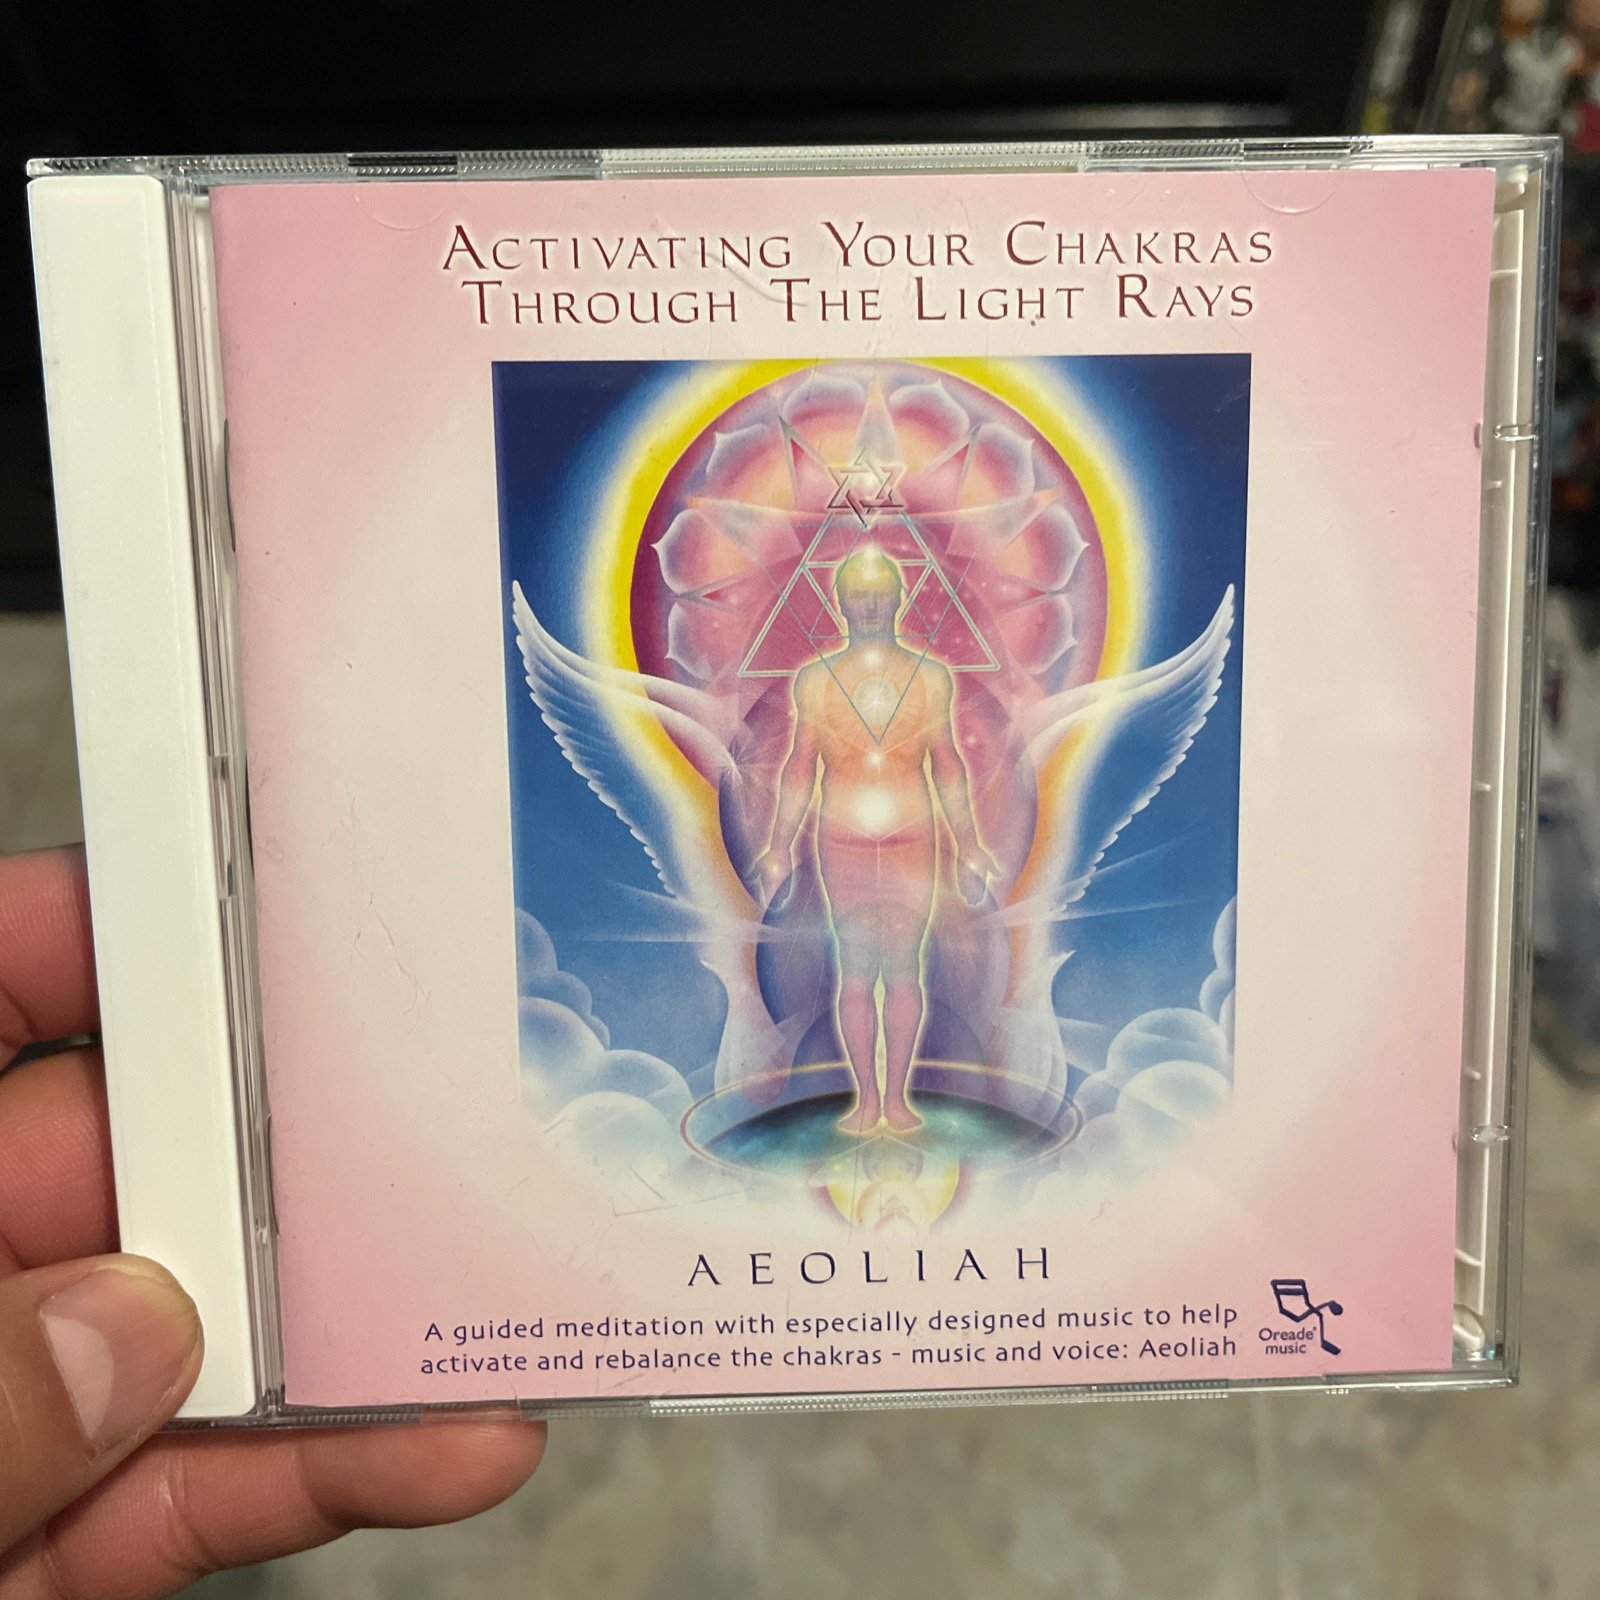 Activating Your Chakras
Through The Light Rays
AEOLIAH
A guided meditation with especially designed music to help
activate and rebalance the chakras - music and voice: Aeoliah
Oreade®
music